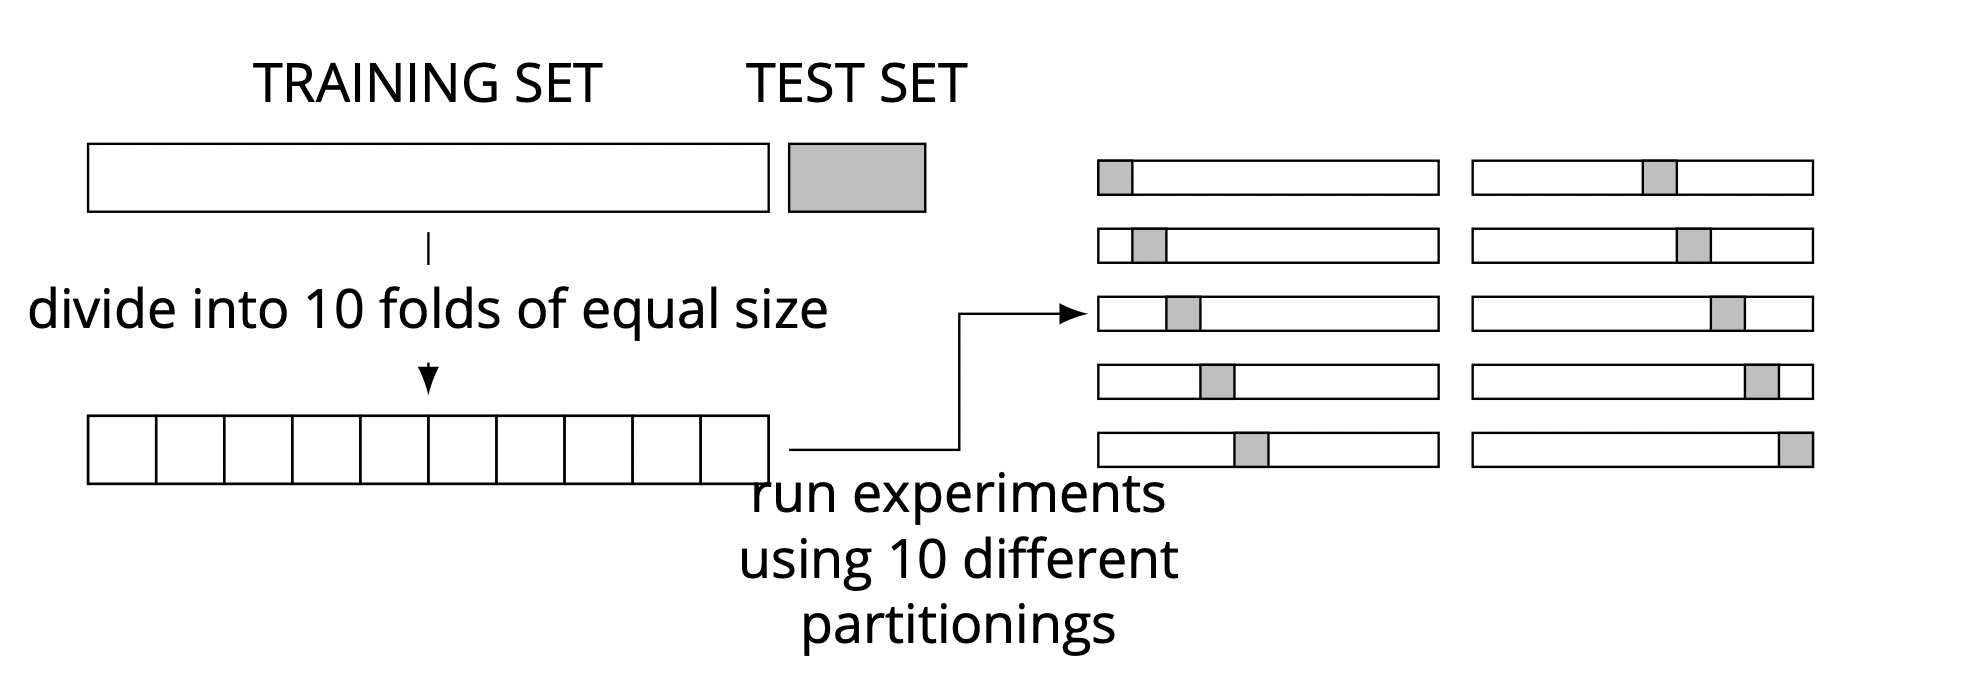 TRAINING SET
TEST SET
divide into 10 folds of equal size
run experiments
using 10 different
partitionings